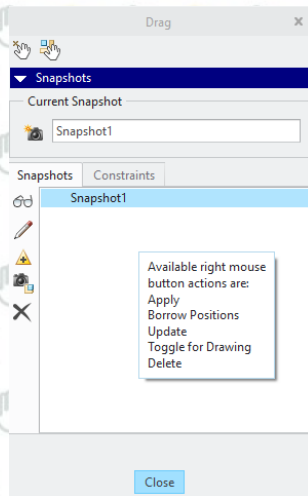 Drag
Snapshots
Current Snapshot
Snapshot1
Snapshots Constraints
Snapshot1
Available right mouse
button actions are:
Apply
Borrow Positions
Update
Toggle for Drawing
Delete
Close